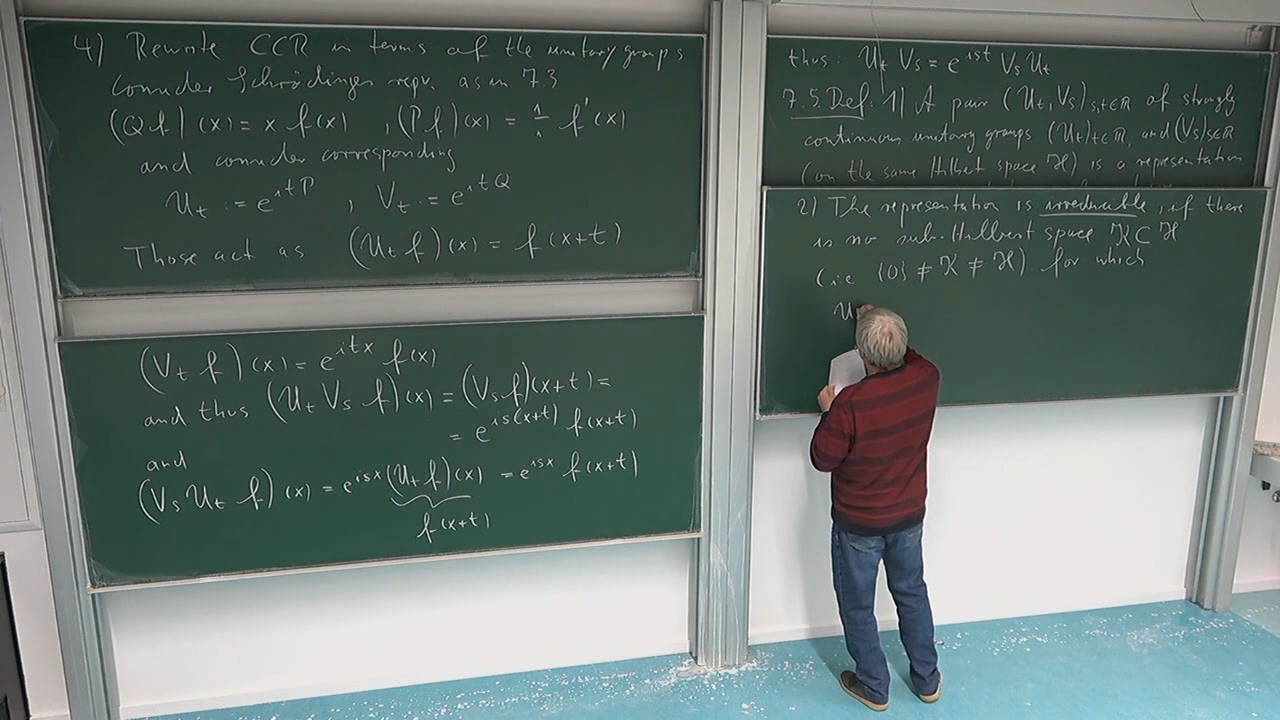 4) Rewrite CCR in terms of the unitary groups
consider Schrödinger repr. as in 7.3
(Qf)(x) = x f(x) , (Pf)(x) = 1/i f'(x)
and consider corresponding
U_t := e^{itP} , V_t := e^{itQ}
Those act as (U_t f)(x) = f(x+t)
(V_t f)(x) = e^{itx} f(x)
and thus (U_t V_s f)(x) = (V_s f)(x+t) =
= e^{is(x+t)} f(x+t)
and
(V_s U_t f)(x) = e^{isx} (U_t f)(x) = e^{isx} f(x+t)
f(x+t)
thus: U_t V_s = e^{ist} V_s U_t
7.5 Def: 1) A pair (U_t, V_s)_{s,t∈ℝ} of strongly
continuous unitary groups (U_t)_{t∈ℝ} and (V_s)_{s∈ℝ}
(on the same Hilbert space ℋ) is a representation
2) The representation is irreducible, if there
is no sub-Hilbert space 𝒦 ⊂ ℋ
(i.e. {0} ≠ 𝒦 ≠ ℋ) for which
U